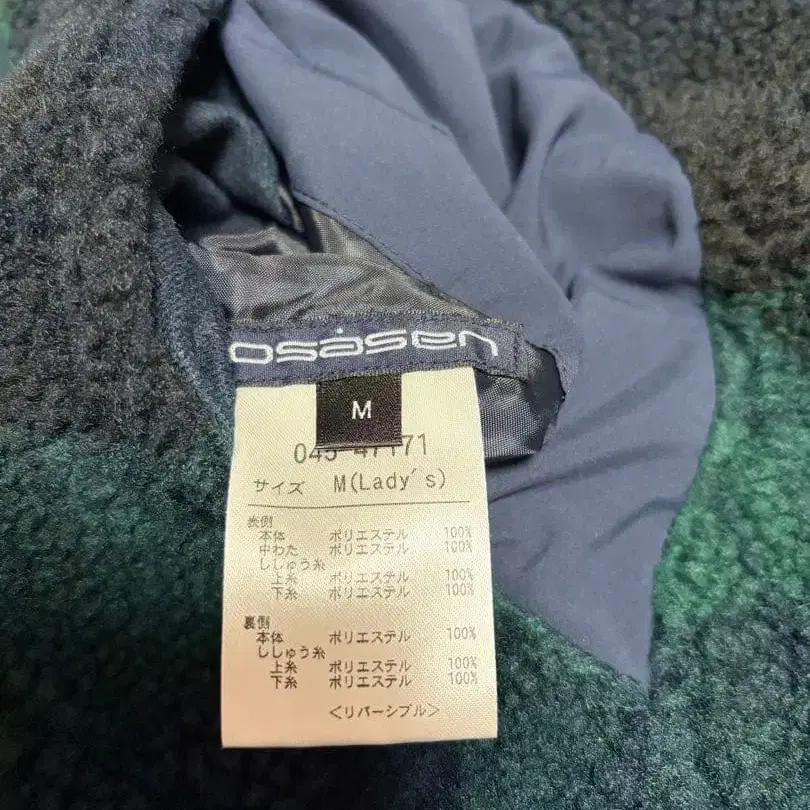 osåsen
M
045-47171
サイズ M(Lady's)
表側
本体 ポリエステル 100%
中わた ポリエステル 100%
ししゅう糸
上糸 ポリエステル 100%
下糸 ポリエステル 100%
裏側
本体 ポリエステル 100%
ししゅう糸
上糸 ポリエステル 100%
下糸 ポリエステル 100%
<リバーシブル>